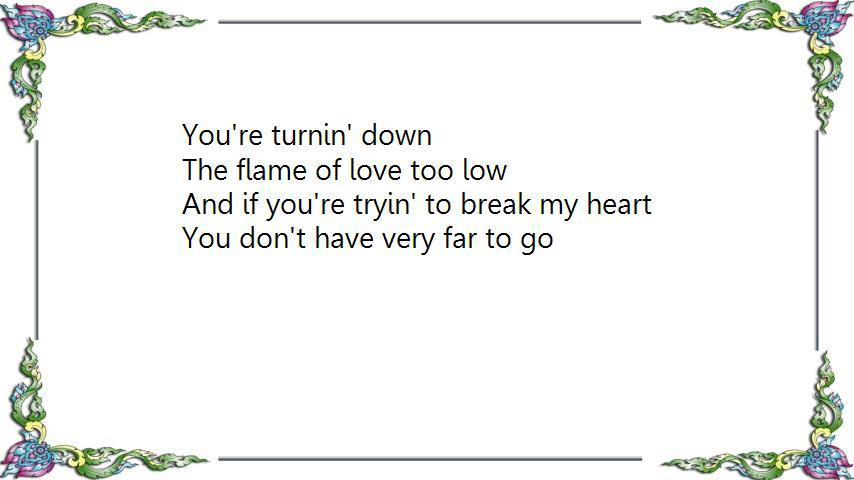 You're turnin' down
The flame of love too low
And if you're tryin' to break my heart
You don't have very far to go